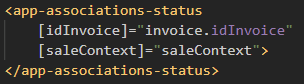 <app-associations-status
[idInvoice]="invoice.idInvoice"
[saleContext]="saleContext">
</app-associations-status>